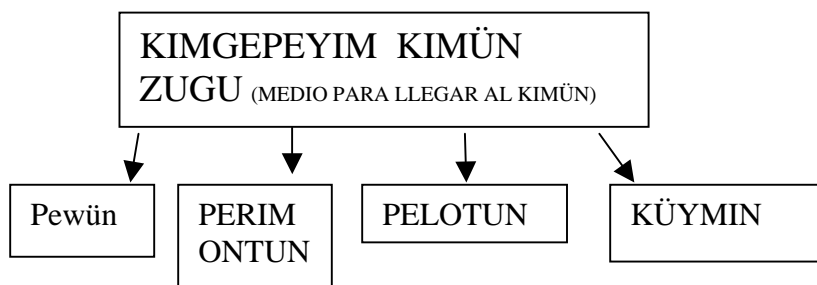 KIMGEPEYIM KIMÜN
ZUGU (MEDIO PARA LLEGAR AL KIMÜN)
Pewün
PERIM
ONTUN
PELOTUN
KÜYMIN